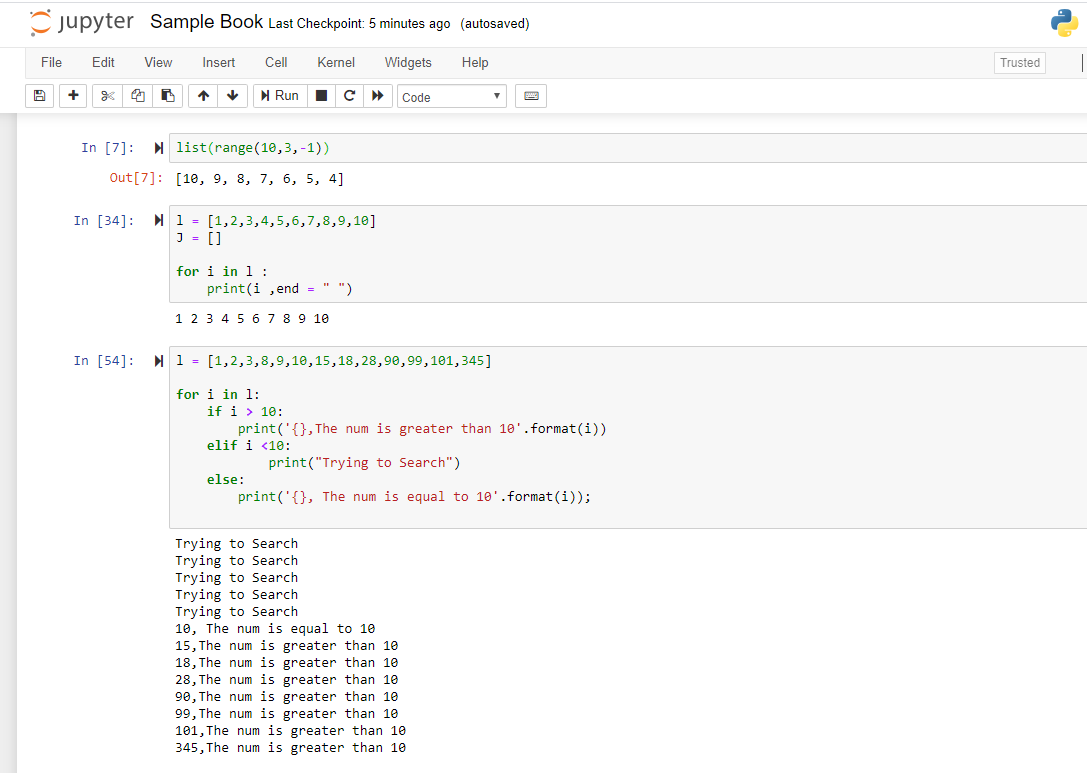 jupyter Sample Book Last Checkpoint: 5 minutes ago (autosaved)
File Edit View Insert Cell Kernel Widgets Help Trusted
Run Code
In [7]: list(range(10,3,-1))
Out[7]: [10, 9, 8, 7, 6, 5, 4]
In [34]: l = [1,2,3,4,5,6,7,8,9,10]
J = []
for i in l :
    print(i ,end = " ")
1 2 3 4 5 6 7 8 9 10
In [54]: l = [1,2,3,8,9,10,15,18,28,90,99,101,345]
for i in l:
    if i > 10:
        print('{},The num is greater than 10'.format(i))
    elif i <10:
            print("Trying to Search")
    else:
        print('{}, The num is equal to 10'.format(i));
Trying to Search
Trying to Search
Trying to Search
Trying to Search
Trying to Search
10, The num is equal to 10
15,The num is greater than 10
18,The num is greater than 10
28,The num is greater than 10
90,The num is greater than 10
99,The num is greater than 10
101,The num is greater than 10
345,The num is greater than 10